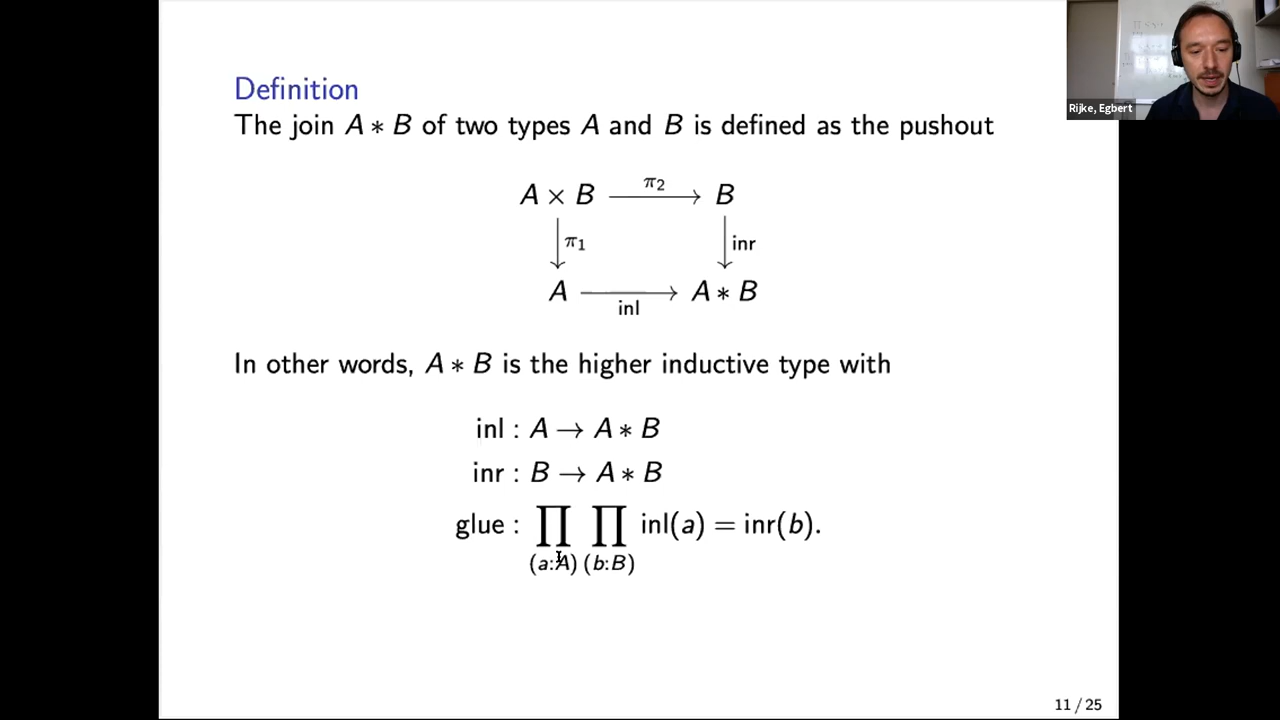 Definition
The join A ∗ B of two types A and B is defined as the pushout
A × B π₂ B
π₁ inr
A inl A ∗ B
In other words, A ∗ B is the higher inductive type with
inl : A → A ∗ B
inr : B → A ∗ B
glue : ∏ ∏ inl(a) = inr(b).
(a:A) (b:B)
11 / 25
Rijke, Egbert